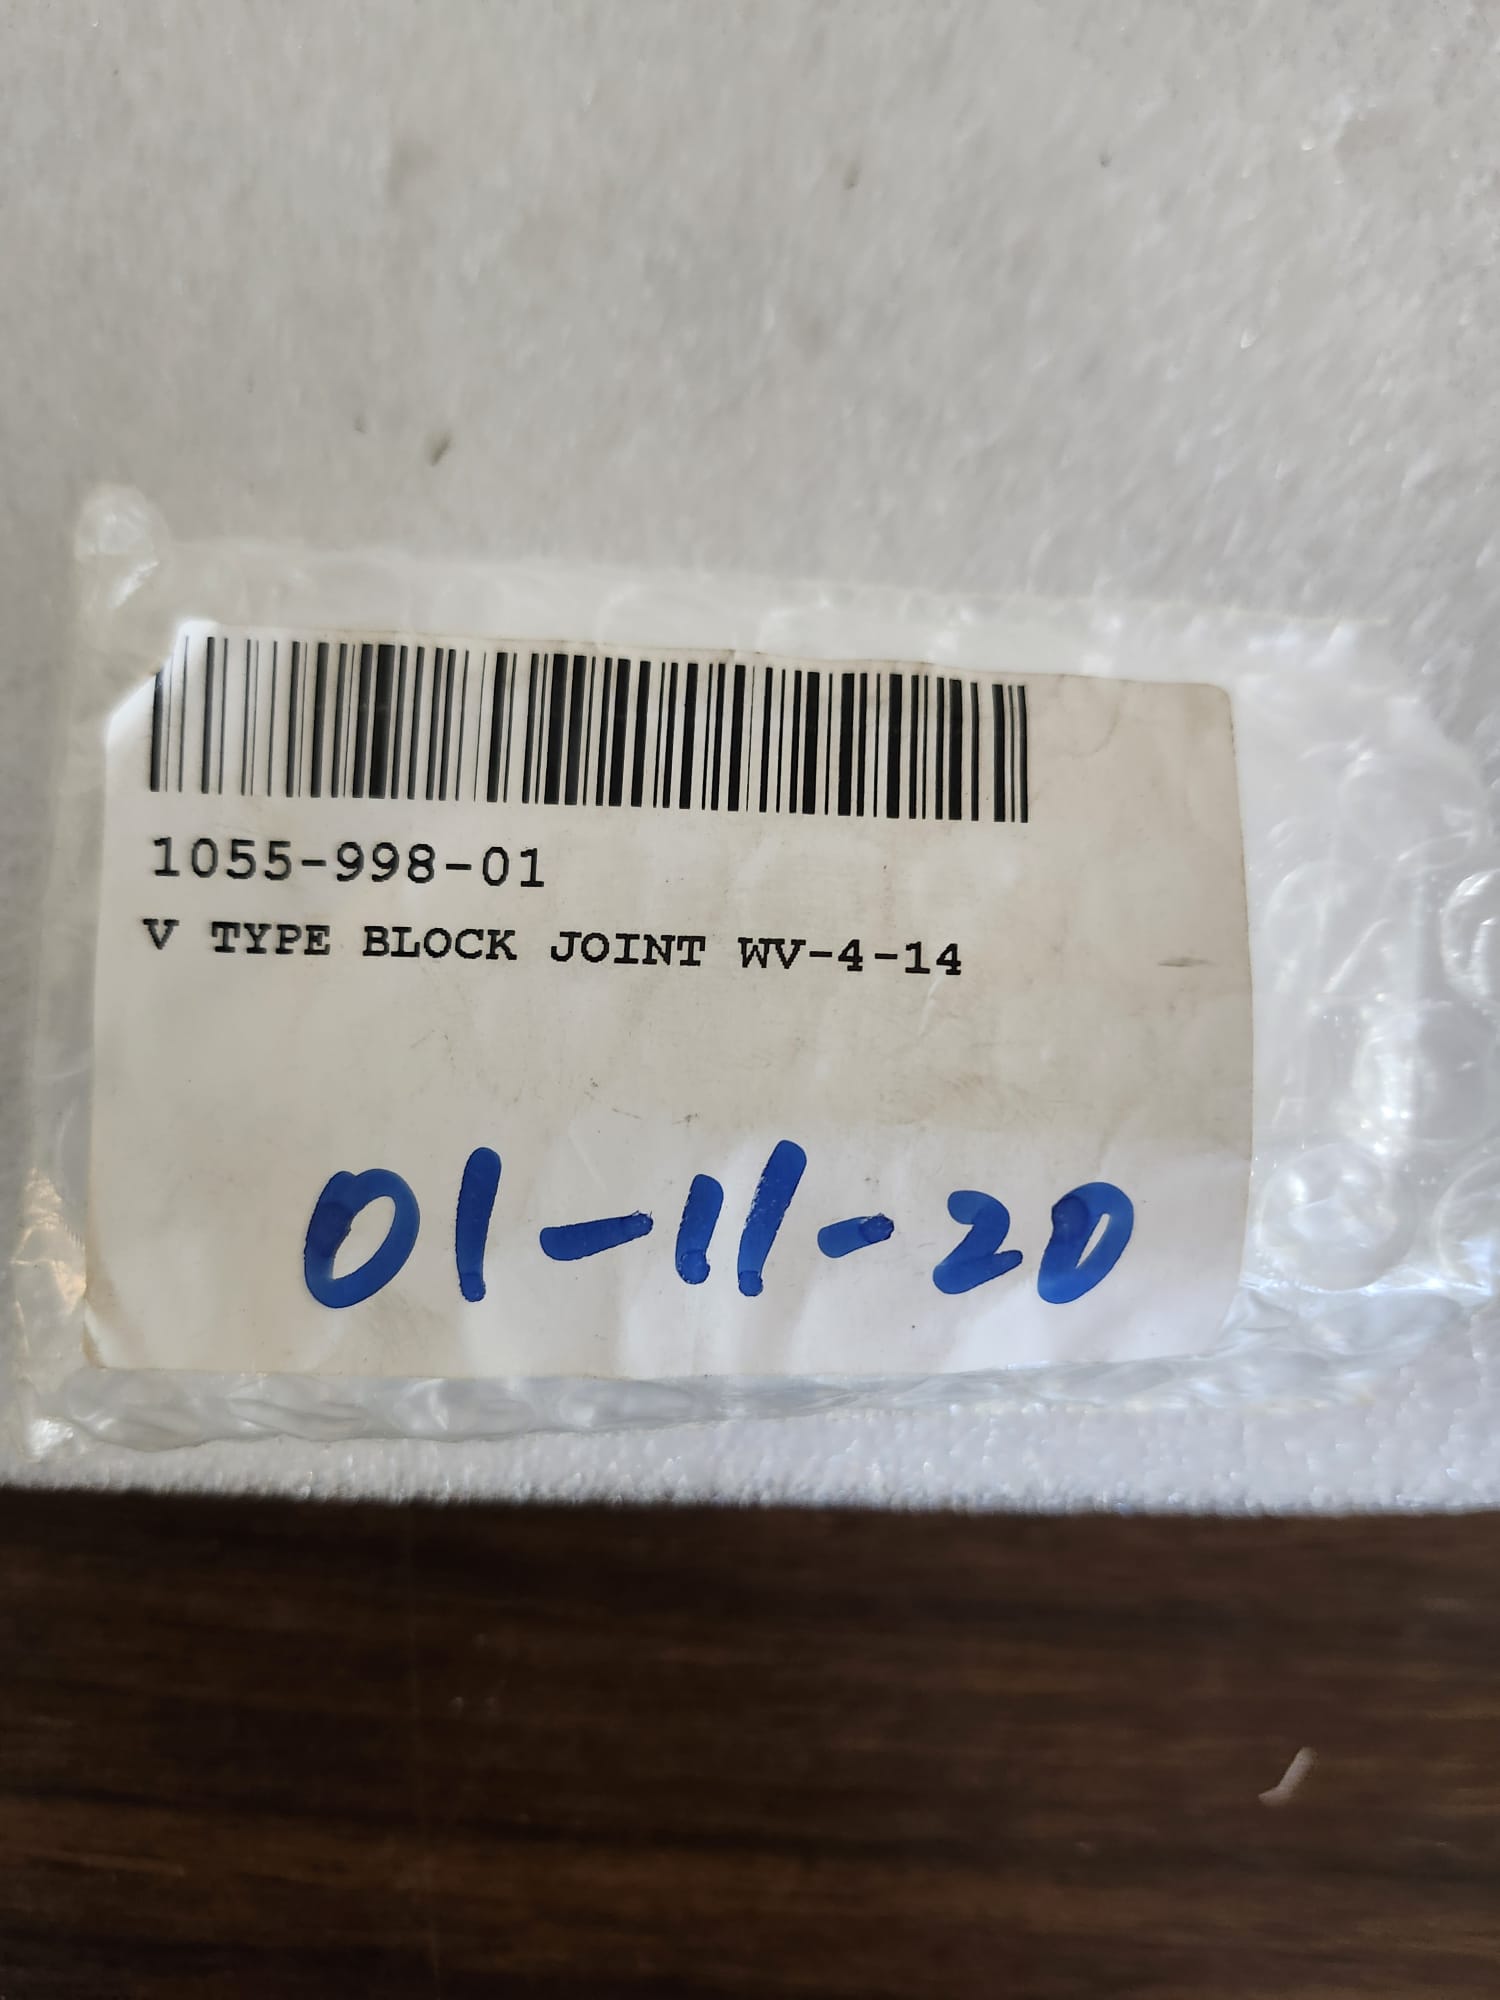 1055-998-01
V TYPE BLOCK JOINT WV-4-14
01-11-20